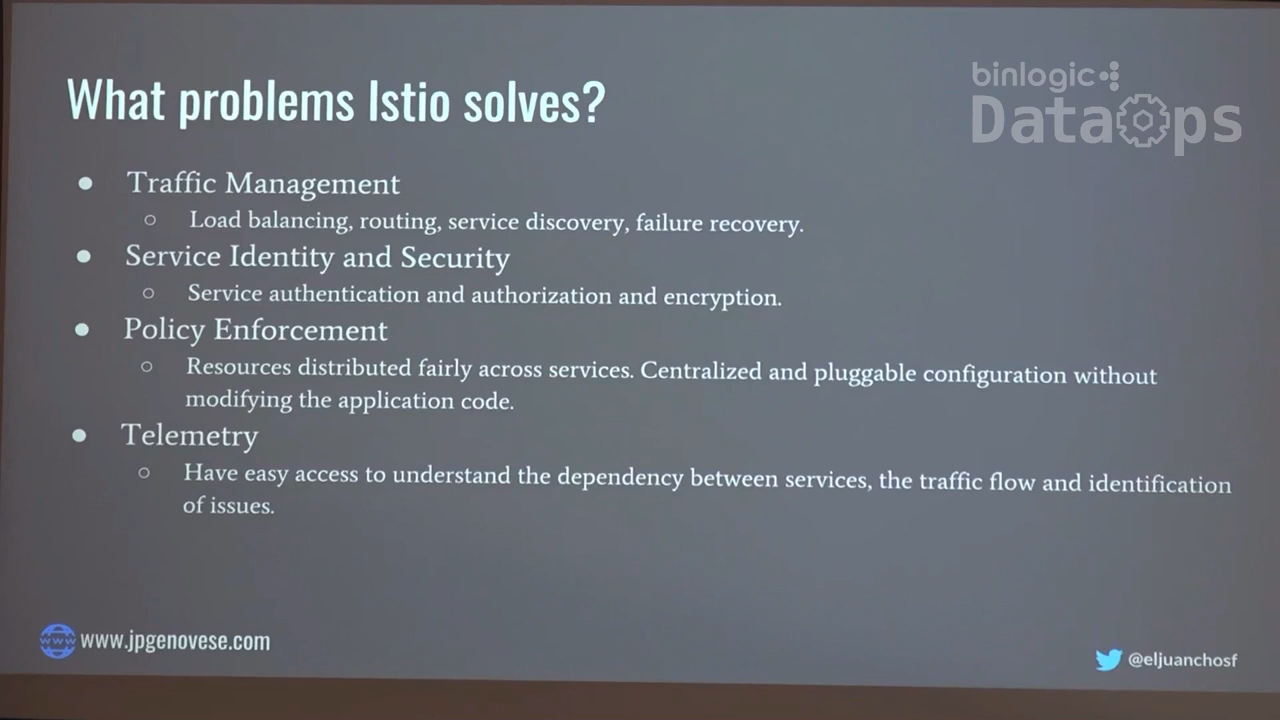 What problems Istio solves?
binlogic
DataOps
● Traffic Management
○ Load balancing, routing, service discovery, failure recovery.
● Service Identity and Security
○ Service authentication and authorization and encryption.
● Policy Enforcement
○ Resources distributed fairly across services. Centralized and pluggable configuration without
modifying the application code.
● Telemetry
○ Have easy access to understand the dependency between services, the traffic flow and identification
of issues.
www www.jpgenovese.com
@eljuanchosf